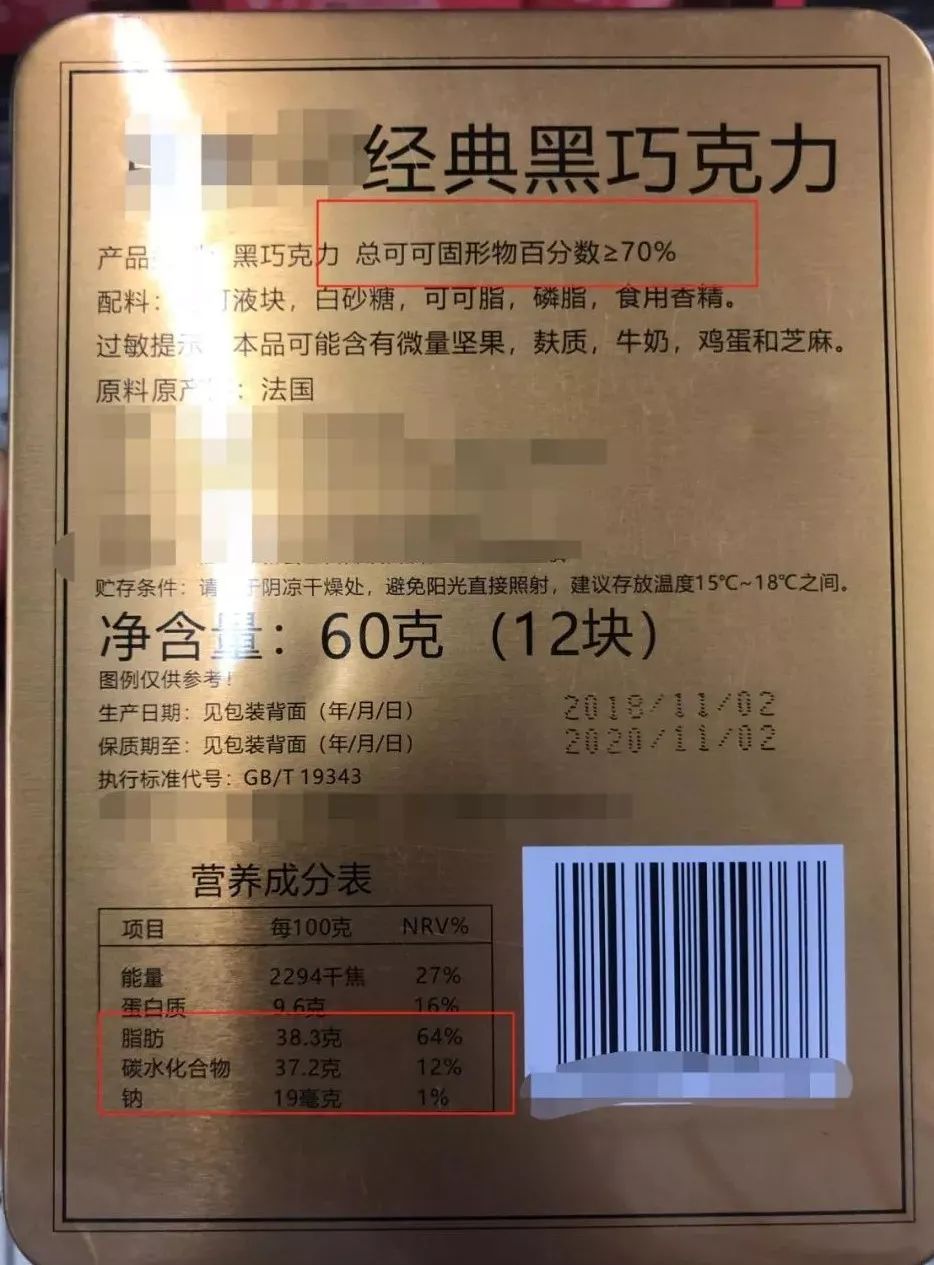 经典黑巧克力
产品 黑巧克力 总可可固形物百分数≥70%
配料： 液块，白砂糖，可可脂，磷脂，食用香精。
过敏提示 本品可能含有微量坚果，麸质，牛奶，鸡蛋和芝麻。
原料原产 ：法国
贮存条件：请 于阴凉干燥处，避免阳光直接照射，建议存放温度15℃~18℃之间。
净含量：60克（12块）
图例仅供参考！
生产日期：见包装背面（年/月/日） 2018/11/02
保质期至：见包装背面（年/月/日） 2020/11/02
执行标准代号：GB/T 19343
营养成分表
项目 每100克 NRV%
能量 2294千焦 27%
蛋白质 9.6克 16%
脂肪 38.3克 64%
碳水化合物 37.2克 12%
钠 19毫克 1%